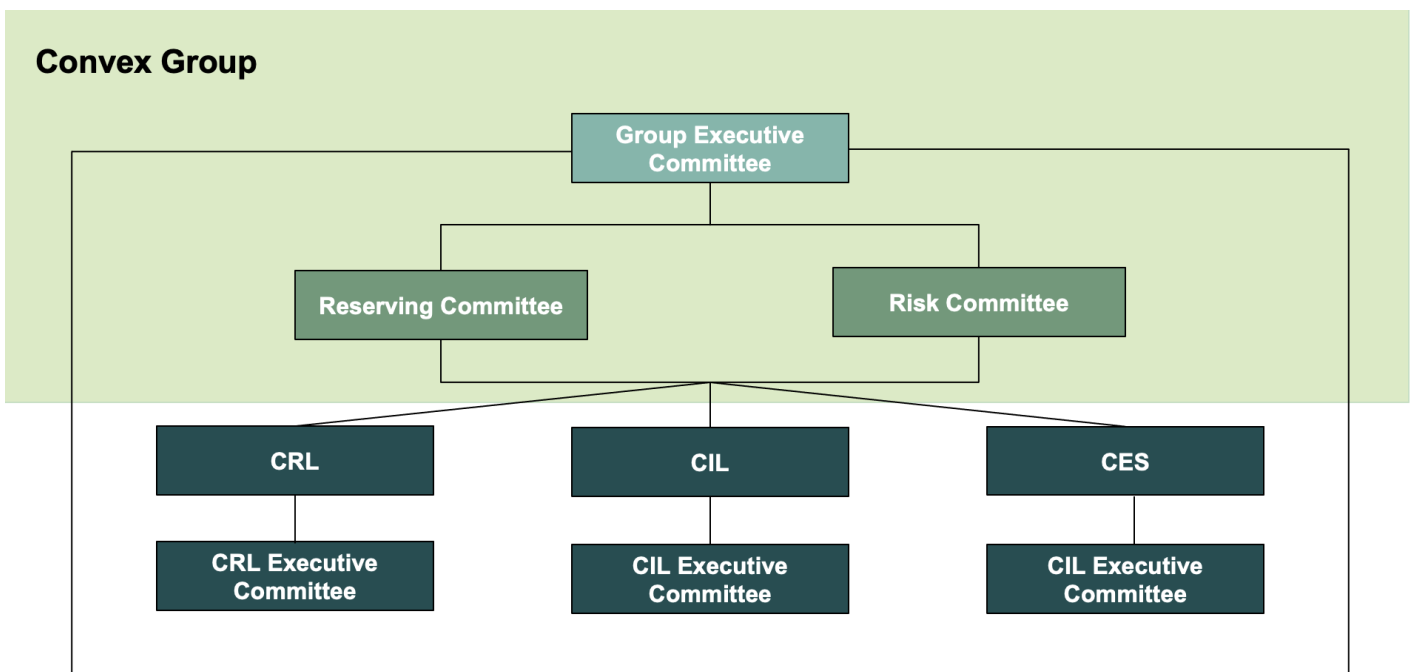 Convex Group
Group Executive
Committee
Reserving Committee
Risk Committee
CRL
CIL
CES
CRL Executive
Committee
CIL Executive
Committee
CIL Executive
Committee